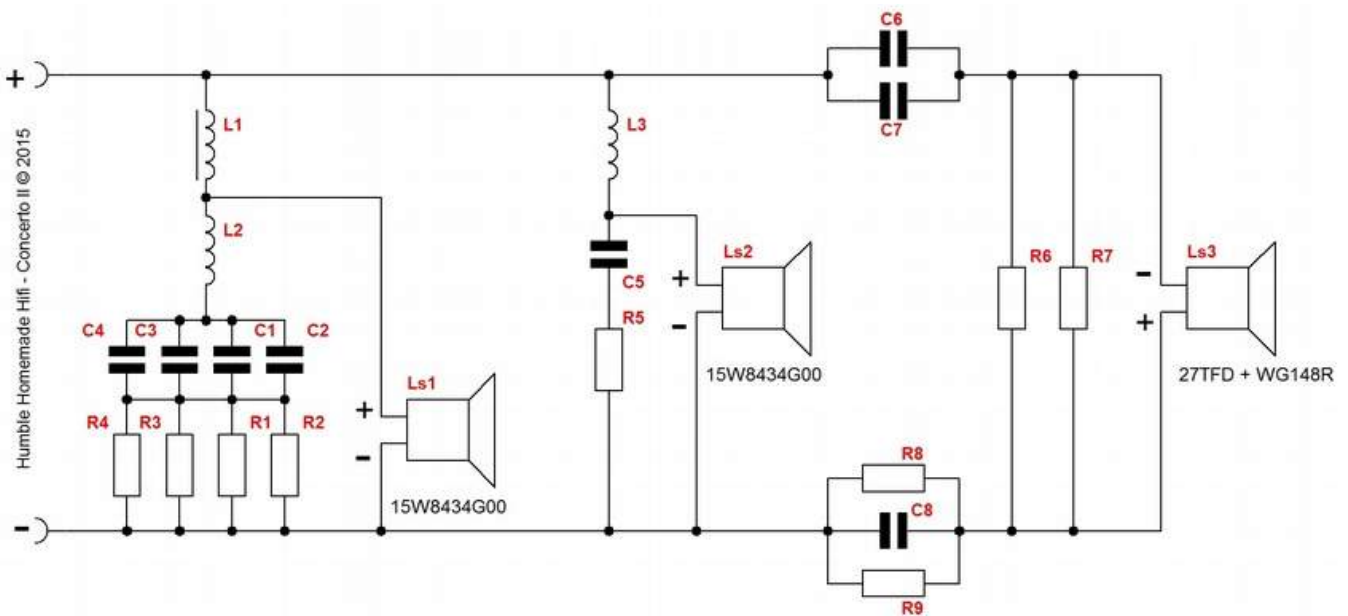 Humble Homemade Hifi - Concerto II © 2015
+
-
L1
L2
C4
C3
C1
C2
R4
R3
R1
R2
+
-
Ls1
15W8434G00
L3
C5
R5
+
-
Ls2
15W8434G00
C6
C7
R6
R7
-
+
Ls3
27TFD + WG148R
R8
C8
R9